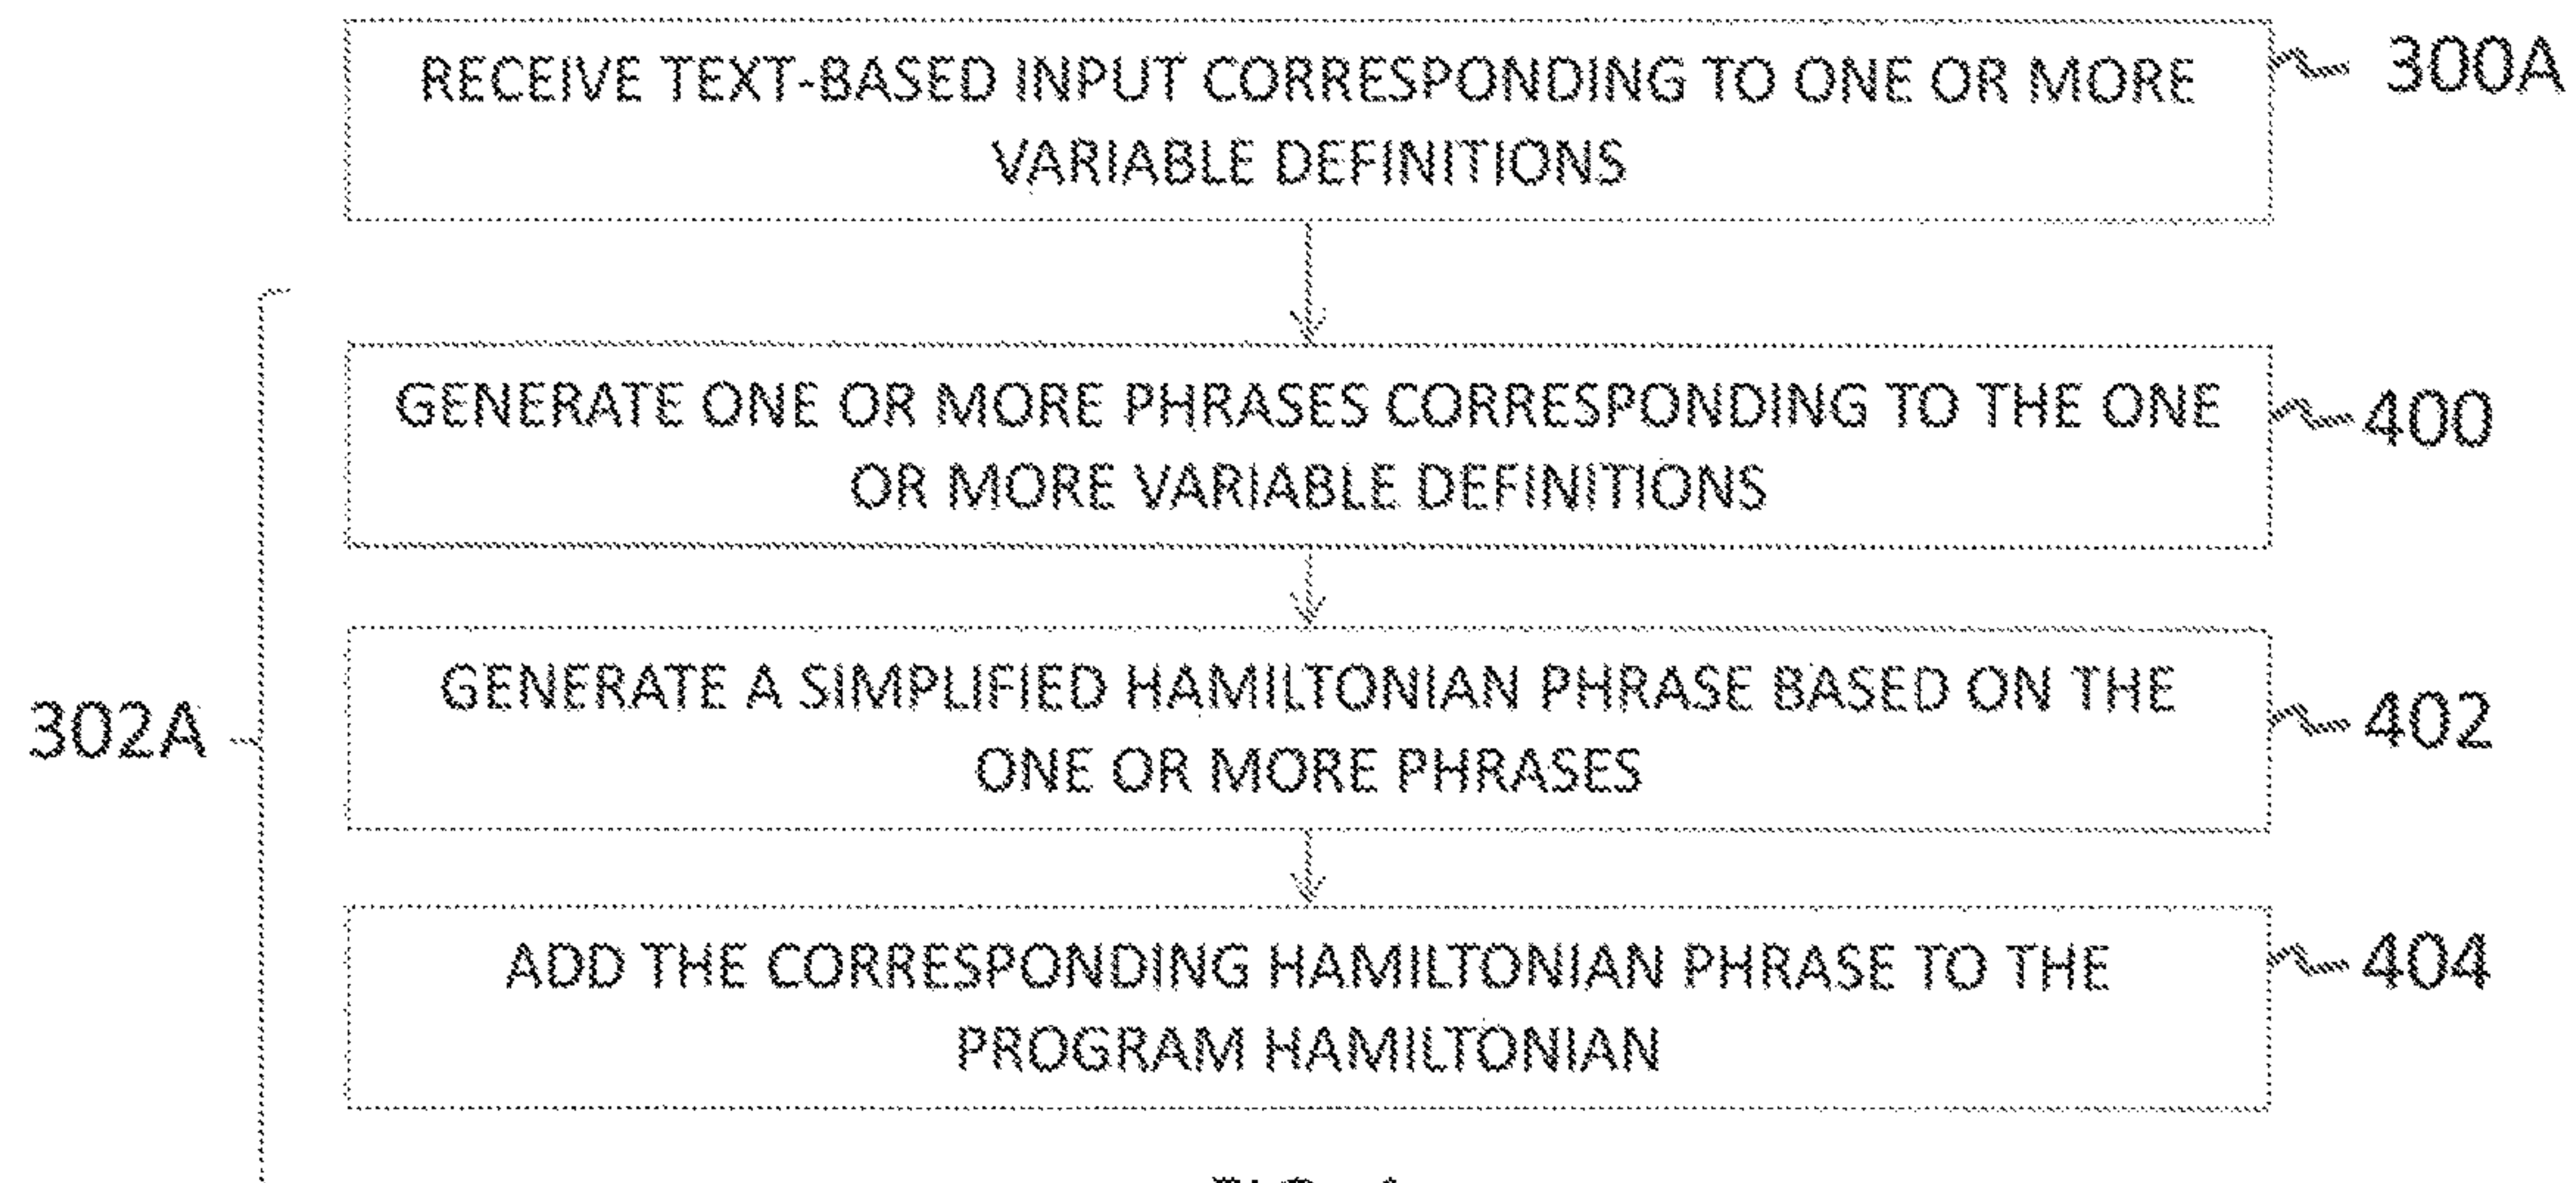 RECEIVE TEXT-BASED INPUT CORRESPONDING TO ONE OR MORE
VARIABLE DEFINITIONS
300A
GENERATE ONE OR MORE PHRASES CORRESPONDING TO THE ONE
OR MORE VARIABLE DEFINITIONS
400
302A
GENERATE A SIMPLIFIED HAMILTONIAN PHRASE BASED ON THE
ONE OR MORE PHRASES
402
ADD THE CORRESPONDING HAMILTONIAN PHRASE TO THE
PROGRAM HAMILTONIAN
404